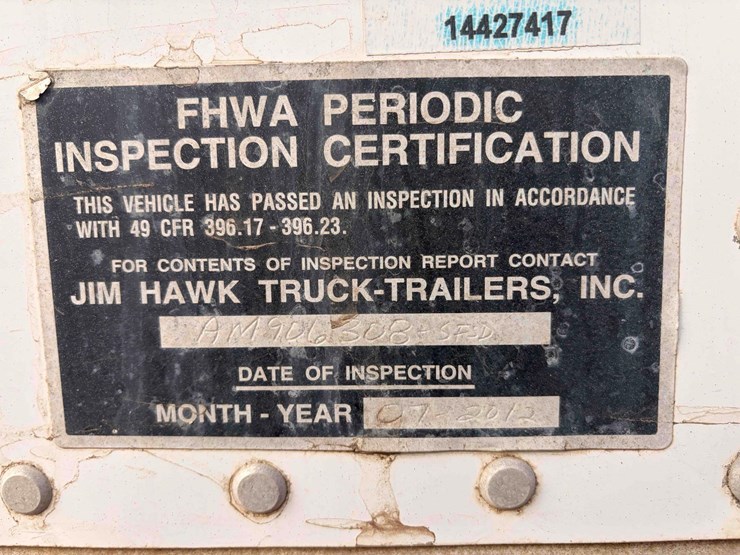 14427417
FHWA PERIODIC
INSPECTION CERTIFICATION
THIS VEHICLE HAS PASSED AN INSPECTION IN ACCORDANCE
WITH 49 CFR 396.17 - 396.23.
FOR CONTENTS OF INSPECTION REPORT CONTACT
JIM HAWK TRUCK-TRAILERS, INC.
AM906308-SFSD
DATE OF INSPECTION
MONTH - YEAR 07-2012